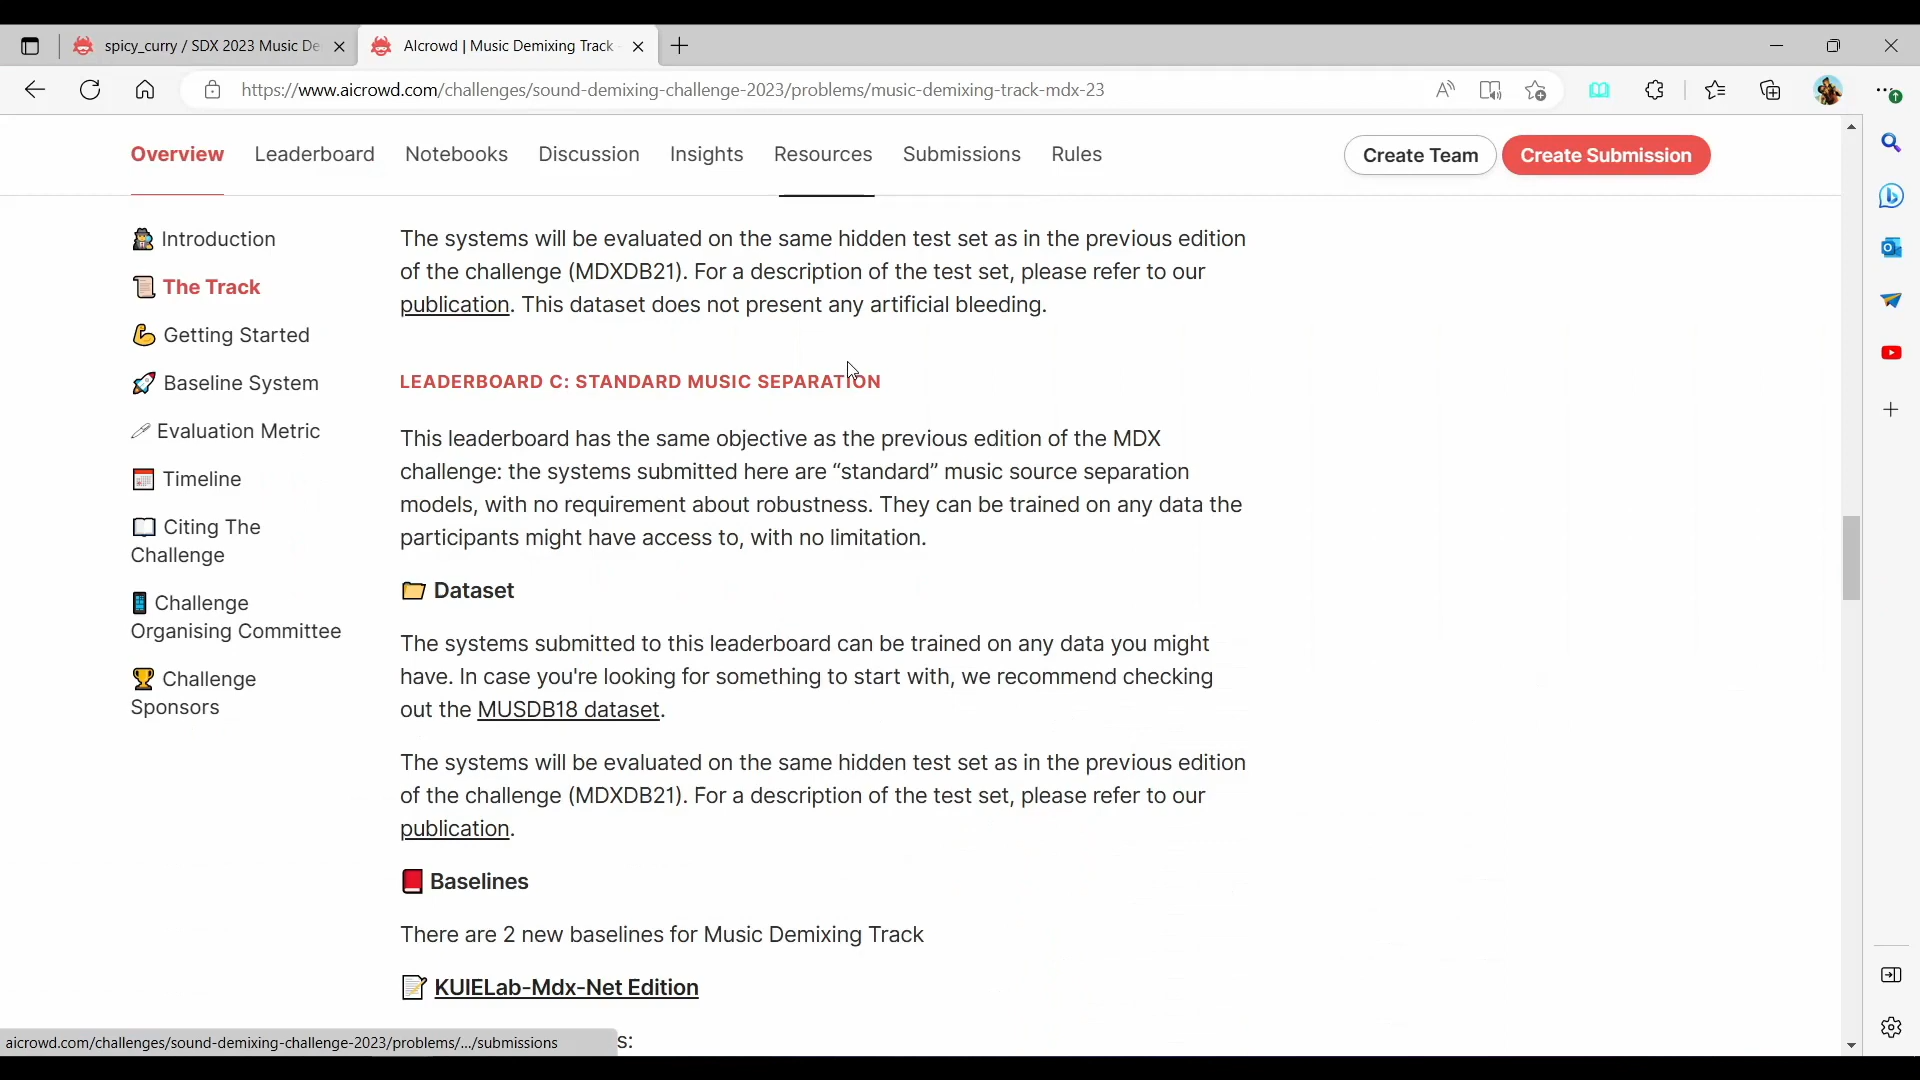 spicy_curry / SDX 2023 Music De
AIcrowd | Music Demixing Track
https://www.aicrowd.com/challenges/sound-demixing-challenge-2023/problems/music-demixing-track-mdx-23
Overview Leaderboard Notebooks Discussion Insights Resources Submissions Rules Create Team Create Submission
Introduction
The Track
Getting Started
Baseline System
Evaluation Metric
Timeline
Citing The
Challenge
Challenge
Organising Committee
Challenge
Sponsors
The systems will be evaluated on the same hidden test set as in the previous edition
of the challenge (MDXDB21). For a description of the test set, please refer to our
publication. This dataset does not present any artificial bleeding.
LEADERBOARD C: STANDARD MUSIC SEPARATION
This leaderboard has the same objective as the previous edition of the MDX
challenge: the systems submitted here are “standard” music source separation
models, with no requirement about robustness. They can be trained on any data the
participants might have access to, with no limitation.
Dataset
The systems submitted to this leaderboard can be trained on any data you might
have. In case you're looking for something to start with, we recommend checking
out the MUSDB18 dataset.
The systems will be evaluated on the same hidden test set as in the previous edition
of the challenge (MDXDB21). For a description of the test set, please refer to our
publication.
Baselines
There are 2 new baselines for Music Demixing Track
KUIELab-Mdx-Net Edition
s:
aicrowd.com/challenges/sound-demixing-challenge-2023/problems/.../submissions